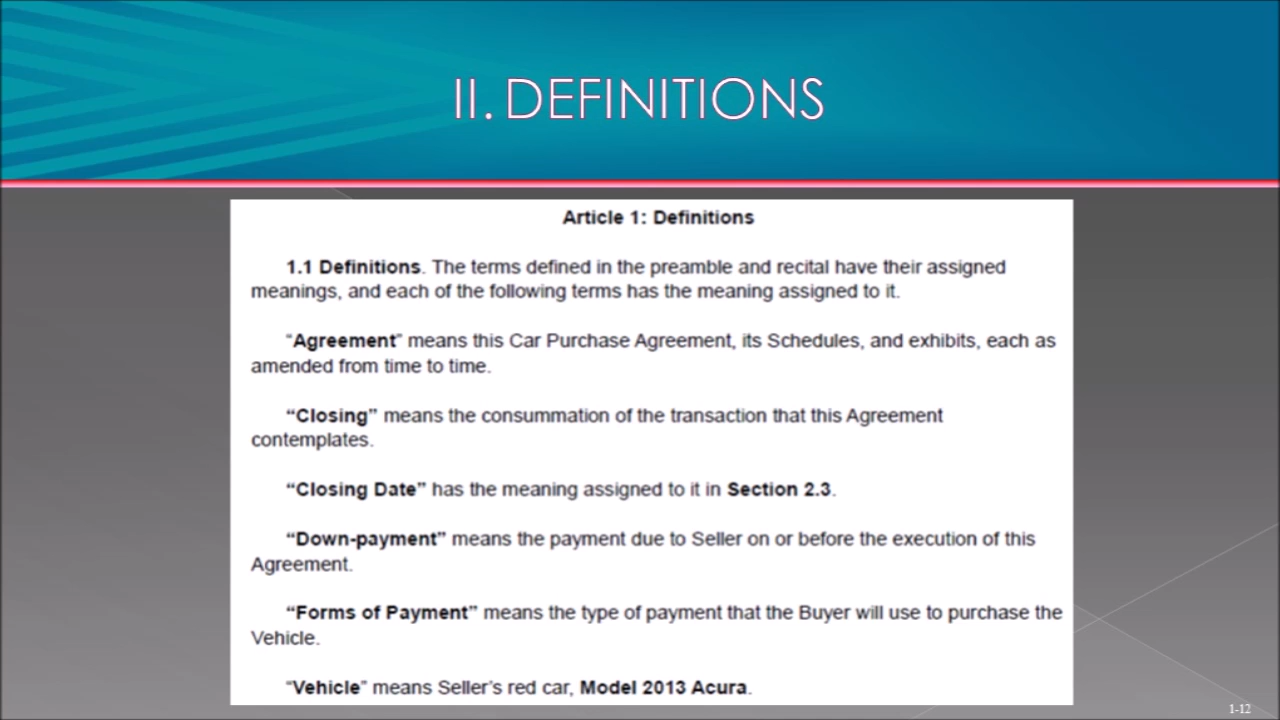 II. DEFINITIONS
Article 1: Definitions
1.1 Definitions. The terms defined in the preamble and recital have their assigned
meanings, and each of the following terms has the meaning assigned to it.
“Agreement” means this Car Purchase Agreement, its Schedules, and exhibits, each as
amended from time to time.
“Closing” means the consummation of the transaction that this Agreement
contemplates.
“Closing Date” has the meaning assigned to it in Section 2.3.
“Down-payment” means the payment due to Seller on or before the execution of this
Agreement.
“Forms of Payment” means the type of payment that the Buyer will use to purchase the
Vehicle.
“Vehicle” means Seller’s red car, Model 2013 Acura.
1-12